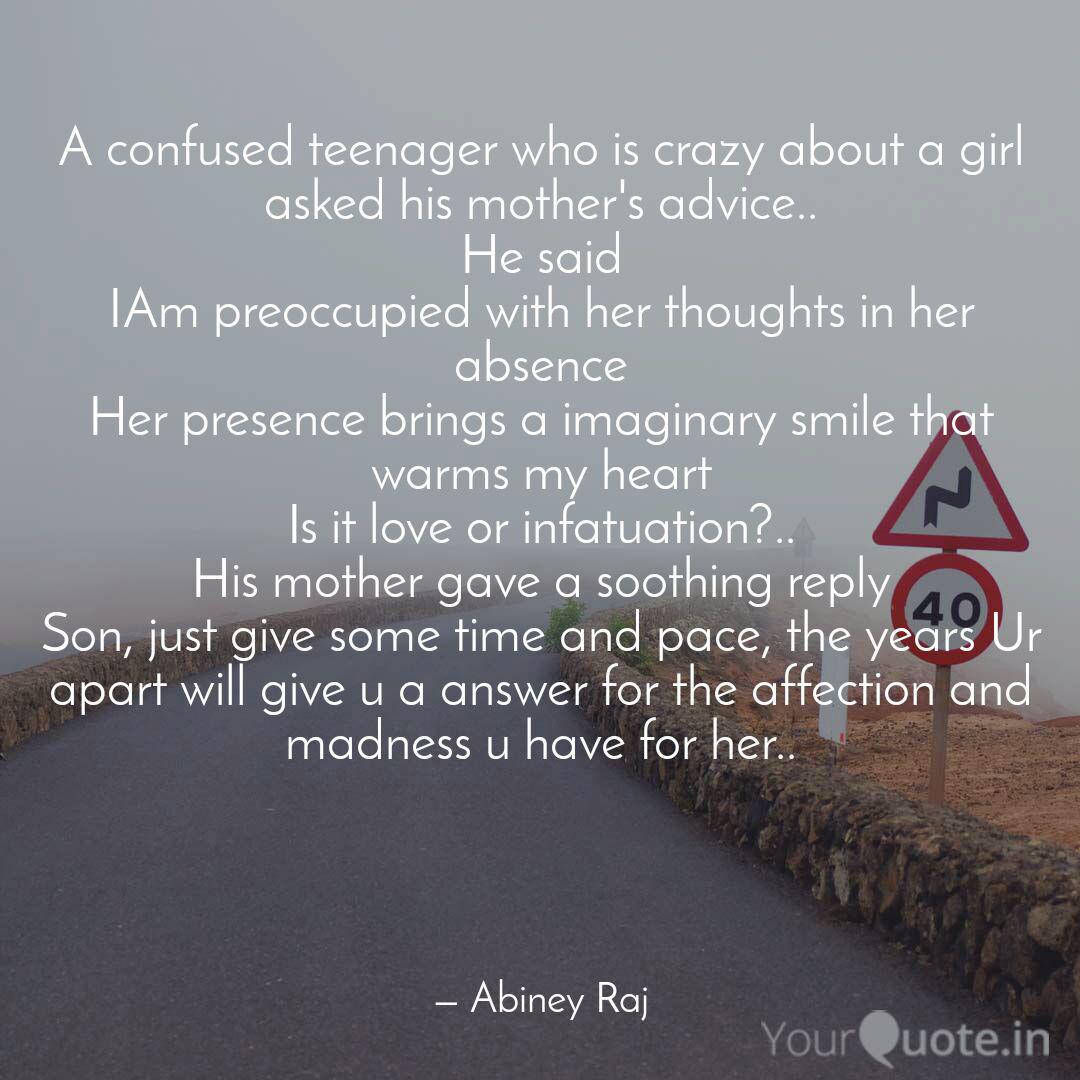 A confused teenager who is crazy about a girl
asked his mother's advice..
He said
IAm preoccupied with her thoughts in her
absence
Her presence brings a imaginary smile that
warms my heart
Is it love or infatuation?..
His mother gave a soothing reply
Son, just give some time and pace, the years Ur
apart will give u a answer for the affection and
madness u have for her..
40
– Abiney Raj
YourQuote.in